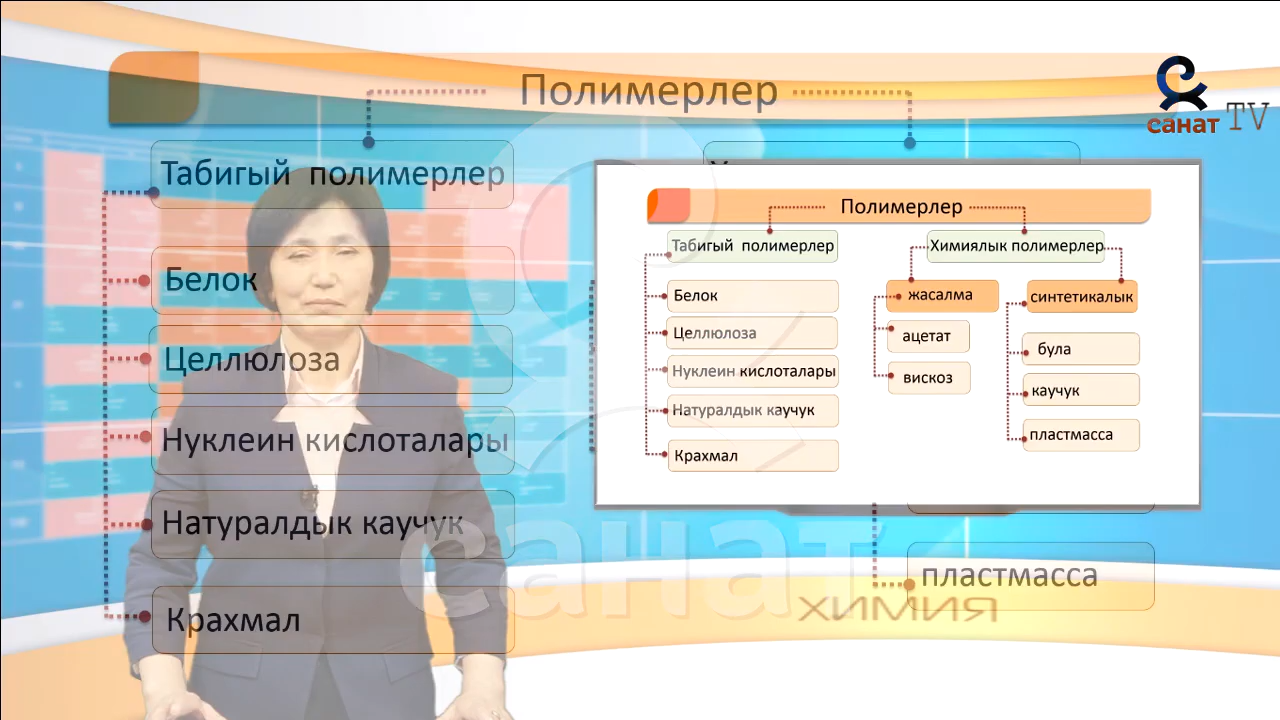 Полимерлер
санат TV
Табигый полимерлер
Белок
Целлюлоза
Нуклеин кислоталары
Натуралдык каучук
Крахмал
Полимерлер
Табигый полимерлер
Химиялык полимерлер
Белок
Целлюлоза
Нуклеин кислоталары
Натуралдык каучук
Крахмал
жасалма
ацетат
вискоз
синтетикалык
була
каучук
пластмасса
санат
пластмасса
ХИМИЯ